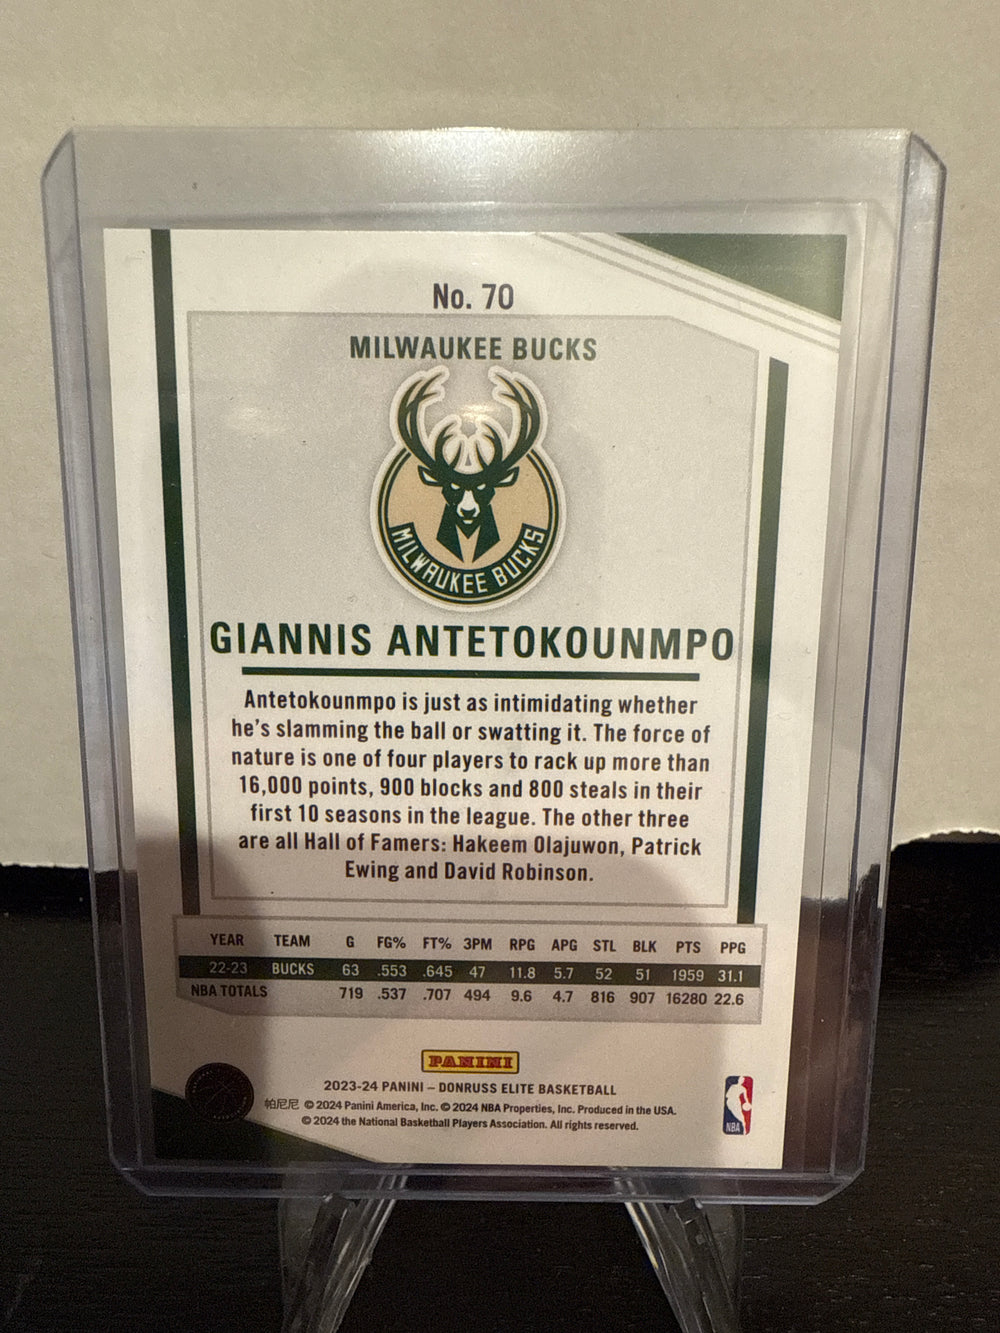 No. 70
MILWAUKEE BUCKS
MILWAUKEE BUCKS
GIANNIS ANTETOKOUNMPO
Antetokounmpo is just as intimidating whether
he's slamming the ball or swatting it. The force of
nature is one of four players to rack up more than
16,000 points, 900 blocks and 800 steals in their
first 10 seasons in the league. The other three
are all Hall of Famers: Hakeem Olajuwon, Patrick
Ewing and David Robinson.
YEAR TEAM G FG% FT% 3PM RPG APG STL BLK PTS PPG
22-23 BUCKS 63 .553 .645 47 11.8 5.7 52 51 1959 31.1
NBA TOTALS 719 .537 .707 494 9.6 4.7 816 907 16280 22.6
PANINI
2023-24 PANINI – DONRUSS ELITE BASKETBALL
帕尼尼 © 2024 Panini America, Inc. © 2024 NBA Properties, Inc. Produced in the USA.
© 2024 the National Basketball Players Association. All rights reserved.
NBA